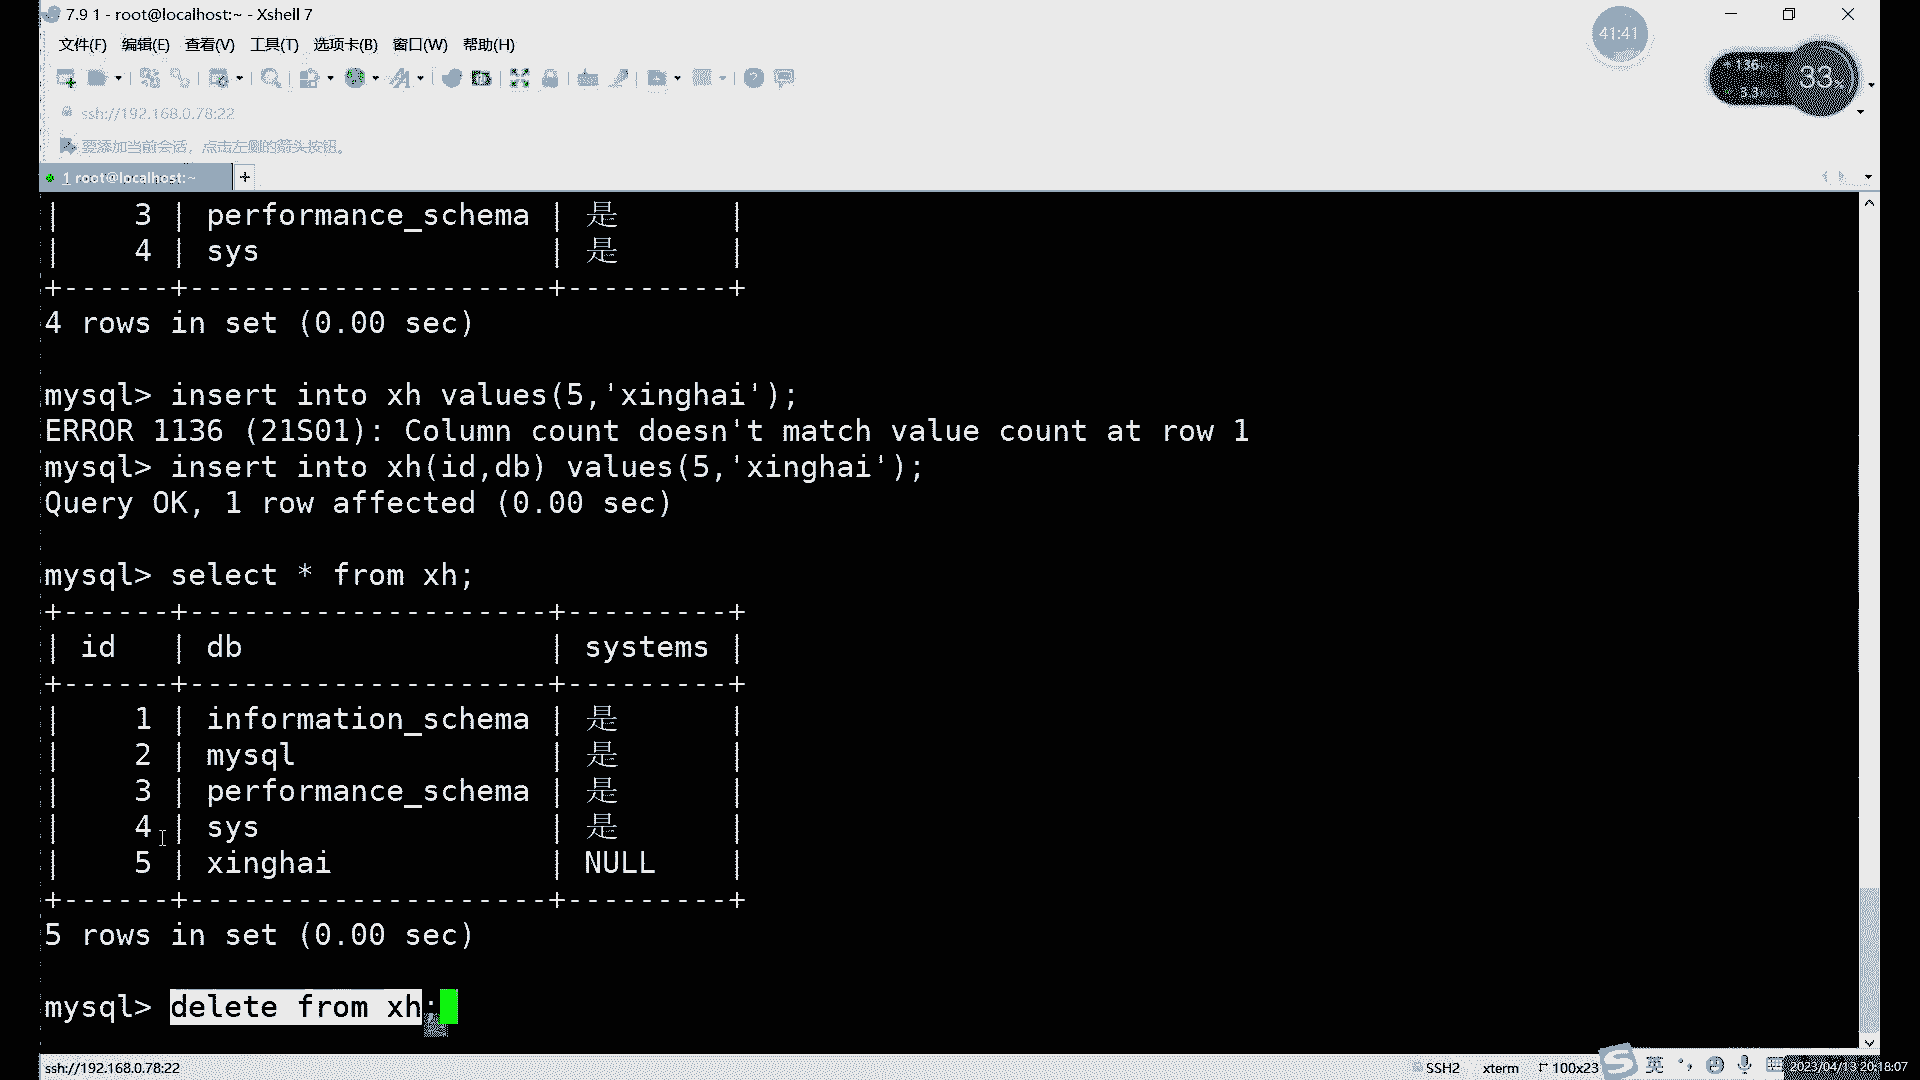 7.9 1 - root@localhost:~ - Xshell 7
41:41
文件(F) 编辑(E) 查看(V) 工具(T) 选项卡(B) 窗口(W) 帮助(H)
136
3.3
33%
ssh://192.168.0.78:22
要添加当前会话，点击左侧的箭头按钮。
1 root@localhost:~
+
| 3 | performance_schema | 是 |
| 4 | sys | 是 |
+------+--------------------+---------+
4 rows in set (0.00 sec)
mysql> insert into xh values(5,'xinghai');
ERROR 1136 (21S01): Column count doesn't match value count at row 1
mysql> insert into xh(id,db) values(5,'xinghai');
Query OK, 1 row affected (0.00 sec)
mysql> select * from xh;
+------+--------------------+---------+
| id | db | systems |
+------+--------------------+---------+
| 1 | information_schema | 是 |
| 2 | mysql | 是 |
| 3 | performance_schema | 是 |
| 4 | sys | 是 |
| 5 | xinghai | NULL |
+------+--------------------+---------+
5 rows in set (0.00 sec)
mysql> delete from xh;
ssh://192.168.0.78:22
SSH2 xterm 100x23
英
2023/04/13 20:18:07